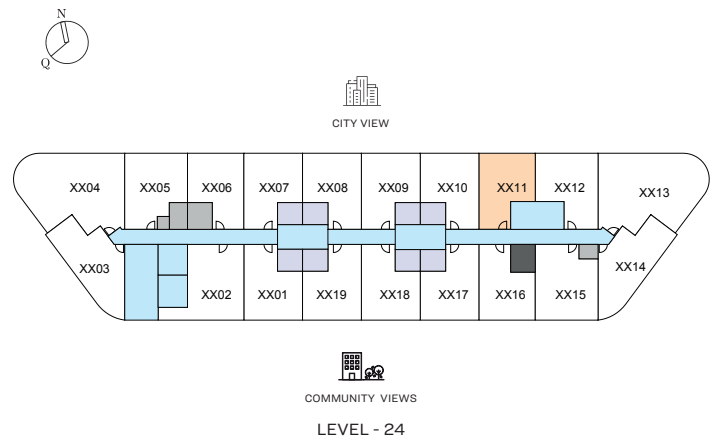 N
Q
CITY VIEW
XX04 XX05 XX06 XX07 XX08 XX09 XX10 XX11 XX12 XX13
XX03 XX02 XX01 XX19 XX18 XX17 XX16 XX15 XX14
COMMUNITY VIEWS
LEVEL - 24